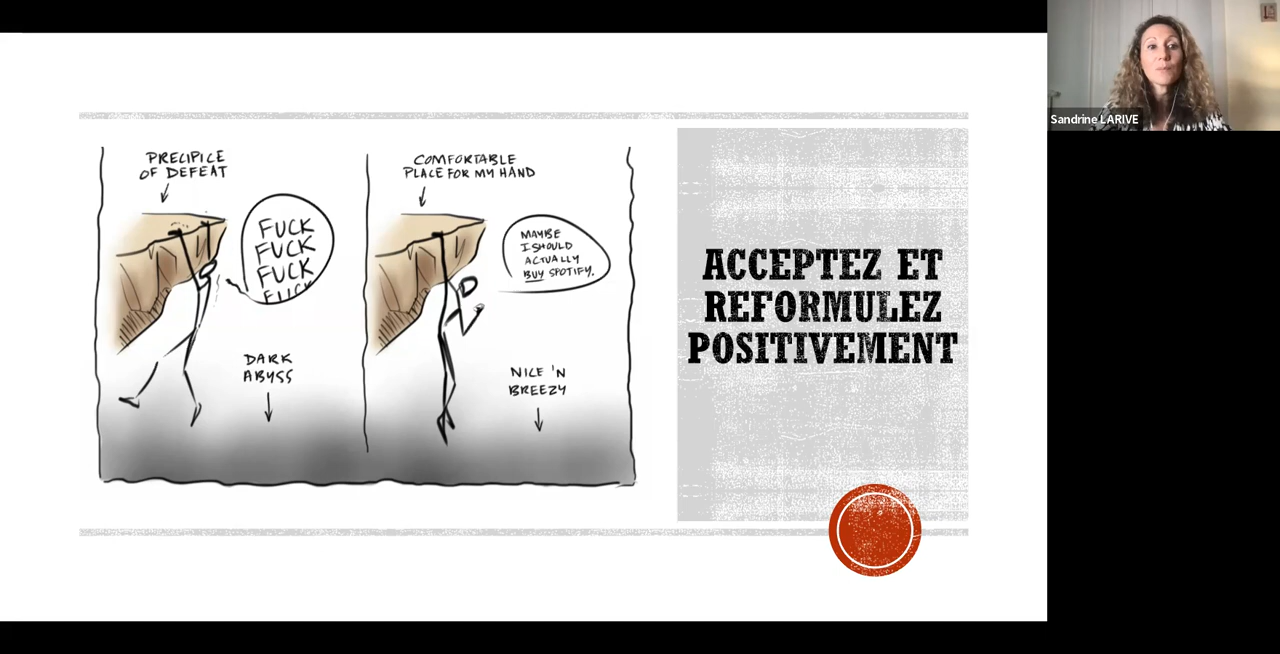 PRECIPICE
OF DEFEAT
FUCK
FUCK
FUCK
FUCK
DARK
ABYSS
COMFORTABLE
PLACE FOR MY HAND
MAYBE
I SHOULD
ACTUALLY
BUY SPOTIFY.
NICE 'N
BREEZY
ACCEPTEZ ET
REFORMULEZ
POSITIVEMENT
Sandrine LARIVE